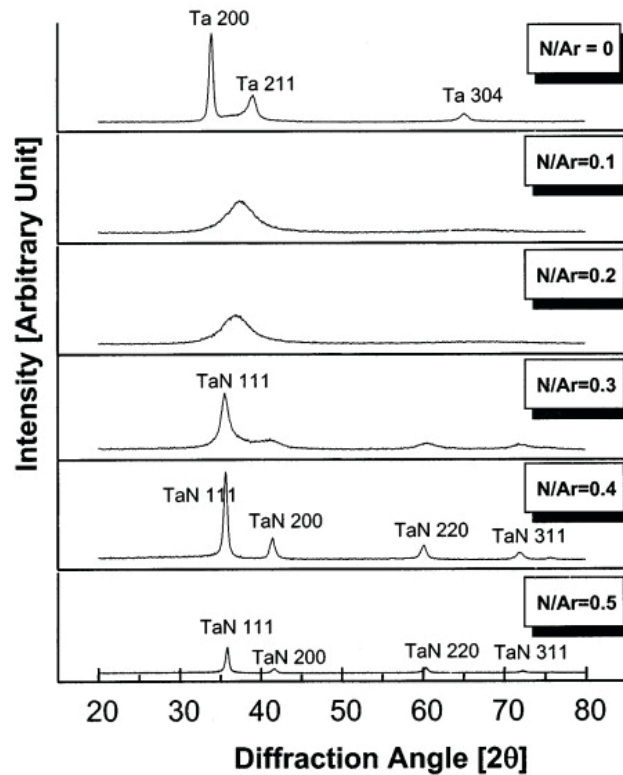 Ta 200
N/Ar = 0
Ta 211
Ta 304
N/Ar=0.1
N/Ar=0.2
TaN 111
N/Ar=0.3
TaN 111
TaN 200
TaN 220
TaN 311
N/Ar=0.4
TaN 111
TaN 200
TaN 220
TaN 311
N/Ar=0.5
20 30 40 50 60 70 80
Diffraction Angle [2θ]
Intensity [Arbitrary Unit]